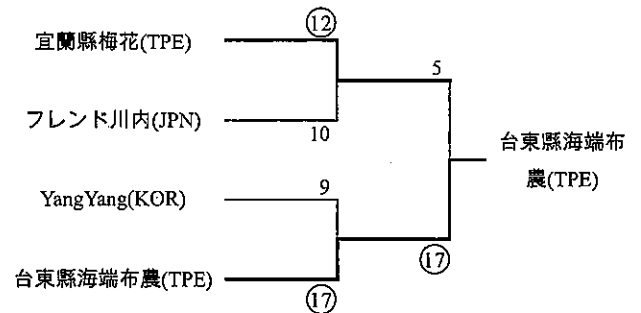 宜蘭縣梅花(TPE)
⑫
5
フレンド川内(JPN)
10
台東縣海端布
農(TPE)
YangYang(KOR)
9
台東縣海端布農(TPE)
⑰
⑰